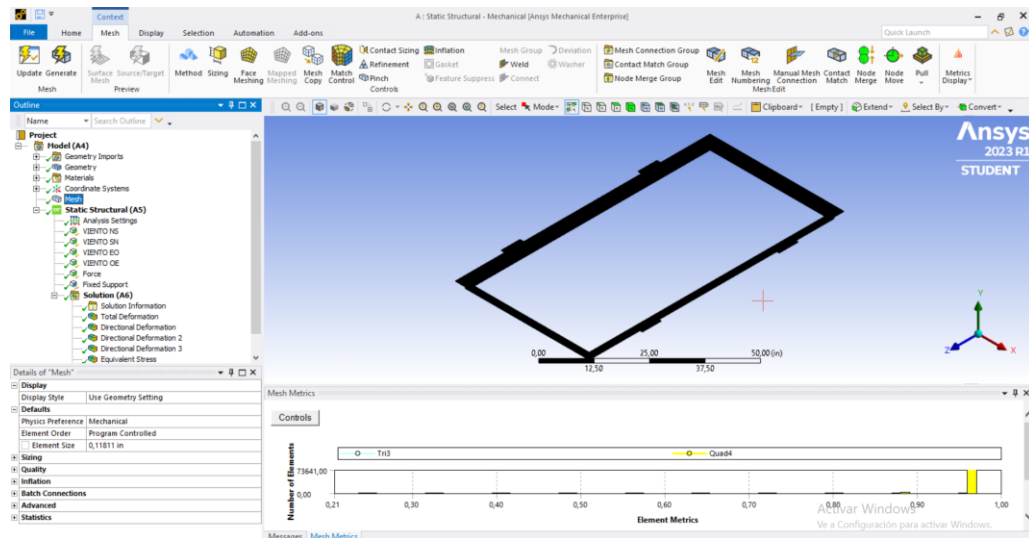 A : Static Structural - Mechanical [Ansys Mechanical Enterprise]
Context
File Home Mesh Display Selection Automation Add-ons
Quick Launch
Update Generate
Surface Mesh Source/Target
Method Sizing Face Meshing Mapped Meshing Mesh Copy Match Control
Contact Sizing Inflation
Refinement Gasket
Pinch Feature Suppress
Mesh Group Deviation
Weld Washer
Connect
Mesh Connection Group
Contact Match Group
Node Merge Group
Mesh Edit Mesh Numbering Manual Mesh Connection Contact Match Node Merge Node Move Pull
Metrics Display
Mesh Preview Controls Mesh Edit
Outline
Select Mode Clipboard [ Empty ] Extend Select By Convert
Name Search Outline
Project
Model (A4)
Geometry Imports
Geometry
Materials
Coordinate Systems
Mesh
Static Structural (A5)
Analysis Settings
VIENTO NS
VIENTO SN
VIENTO EO
VIENTO OE
Force
Fixed Support
Solution (A6)
Solution Information
Total Deformation
Directional Deformation
Directional Deformation 2
Directional Deformation 3
Equivalent Stress
Ansys
2023 R1
STUDENT
Y
Z X
0,00 25,00 50,00 (in)
12,50 37,50
Details of "Mesh"
Display
Display Style Use Geometry Setting
Defaults
Physics Preference Mechanical
Element Order Program Controlled
Element Size 0,11811 in
Sizing
Quality
Inflation
Batch Connections
Advanced
Statistics
Mesh Metrics
Controls
Tri3 Quad4
Number of Elements
73641,00
0,00
0,21 0,30 0,40 0,50 0,60 0,70 0,80 0,90 1,00
Element Metrics
Activar Windows
Ve a Configuración para activar Windows.
Messages Mesh Metrics